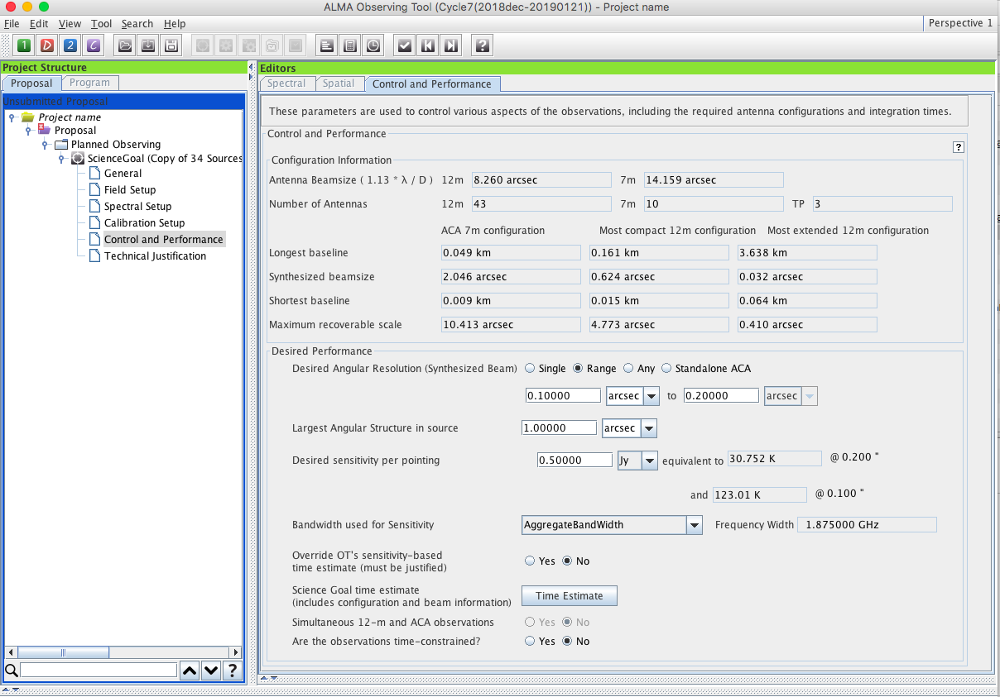 ALMA Observing Tool (Cycle7(2018dec-20190121)) - Project name
File Edit View Tool Search Help
Perspective 1
1 D 2 C ?
Project Structure
Proposal Program
Unsubmitted Proposal
Project name
Proposal
Planned Observing
ScienceGoal (Copy of 34 Sources
General
Field Setup
Spectral Setup
Calibration Setup
Control and Performance
Technical Justification
?
Editors
Spectral Spatial Control and Performance
These parameters are used to control various aspects of the observations, including the required antenna configurations and integration times.
Control and Performance
?
Configuration Information
Antenna Beamsize ( 1.13 * λ / D ) 12m 8.260 arcsec 7m 14.159 arcsec
Number of Antennas 12m 43 7m 10 TP 3
ACA 7m configuration Most compact 12m configuration Most extended 12m configuration
Longest baseline 0.049 km 0.161 km 3.638 km
Synthesized beamsize 2.046 arcsec 0.624 arcsec 0.032 arcsec
Shortest baseline 0.009 km 0.015 km 0.064 km
Maximum recoverable scale 10.413 arcsec 4.773 arcsec 0.410 arcsec
Desired Performance
Desired Angular Resolution (Synthesized Beam) Single Range Any Standalone ACA
0.10000 arcsec to 0.20000 arcsec
Largest Angular Structure in source 1.00000 arcsec
Desired sensitivity per pointing 0.50000 Jy equivalent to 30.752 K @ 0.200 "
and 123.01 K @ 0.100 "
Bandwidth used for Sensitivity AggregateBandWidth Frequency Width 1.875000 GHz
Override OT's sensitivity-based
time estimate (must be justified) Yes No
Science Goal time estimate
(includes configuration and beam information) Time Estimate
Simultaneous 12-m and ACA observations Yes No
Are the observations time-constrained? Yes No